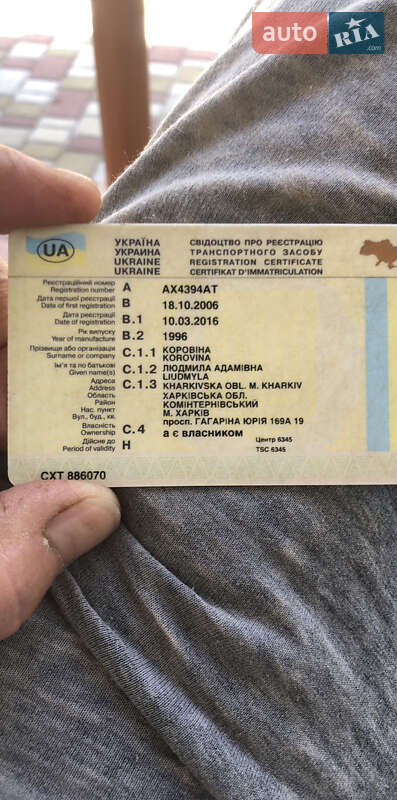 auto RIA.com
UA
УКРАЇНА СВІДОЦТВО ПРО РЕЄСТРАЦІЮ
УКРАИНА ТРАНСПОРТНОГО ЗАСОБУ
UKRAINE REGISTRATION CERTIFICATE
UKRAINE CERTIFIKAT D'IMMATRICULATION
Реєстраційний номер
Registration number A AX4394AT
Дата першої реєстрації
Date of first registration B 18.10.2006
Дата реєстрації
Date of registration B.1 10.03.2016
Рік випуску
Year of manufacture B.2 1996
Прізвище або організація C.1.1 КОРОВІНА
Surname or company KOROVINA
Ім'я та по батькові C.1.2 ЛЮДМИЛА АДАМІВНА
Given name(s) LIUDMYLA
Адреса C.1.3 KHARKIVSKA OBL. M. KHARKIV
Address
Область ХАРКІВСЬКА ОБЛ.
Район КОМІНТЕРНІВСЬКИЙ
Нас. пункт М. ХАРКІВ
Вул., буд., кв. просп. ГАГАРІНА ЮРІЯ 169А 19
Власність
Ownership C.4 а є власником
Дійсне до H Центр 6345
Period of validity TSC 6345
СХТ 886070